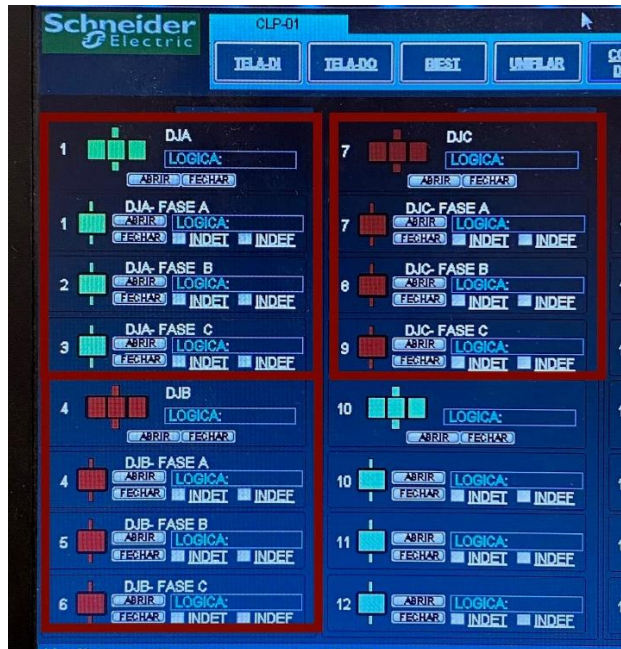 Schneider
Electric
CLP-01
TELA-DI
TELA-DO
BIEST
UNIFILAR
1
DJA
LOGICA:
ABRIR
FECHAR
1
DJA- FASE A
ABRIR
LOGICA:
FECHAR
INDET
INDEF
2
DJA- FASE B
ABRIR
LOGICA:
FECHAR
INDET
INDEF
3
DJA- FASE C
ABRIR
LOGICA:
FECHAR
INDET
INDEF
4
DJB
LOGICA:
ABRIR
FECHAR
4
DJB- FASE A
ABRIR
LOGICA:
FECHAR
INDET
INDEF
5
DJB- FASE B
ABRIR
LOGICA:
FECHAR
INDET
INDEF
6
DJB- FASE C
ABRIR
LOGICA:
FECHAR
INDET
INDEF
7
DJC
LOGICA:
ABRIR
FECHAR
7
DJC- FASE A
ABRIR
LOGICA:
FECHAR
INDET
INDEF
8
DJC- FASE B
ABRIR
LOGICA:
FECHAR
INDET
INDEF
9
DJC- FASE C
ABRIR
LOGICA:
FECHAR
INDET
INDEF
10
LOGICA:
ABRIR
FECHAR
10
ABRIR
LOGICA:
FECHAR
INDET
INDEF
11
ABRIR
LOGICA:
FECHAR
INDET
INDEF
12
ABRIR
LOGICA:
FECHAR
INDET
INDEF